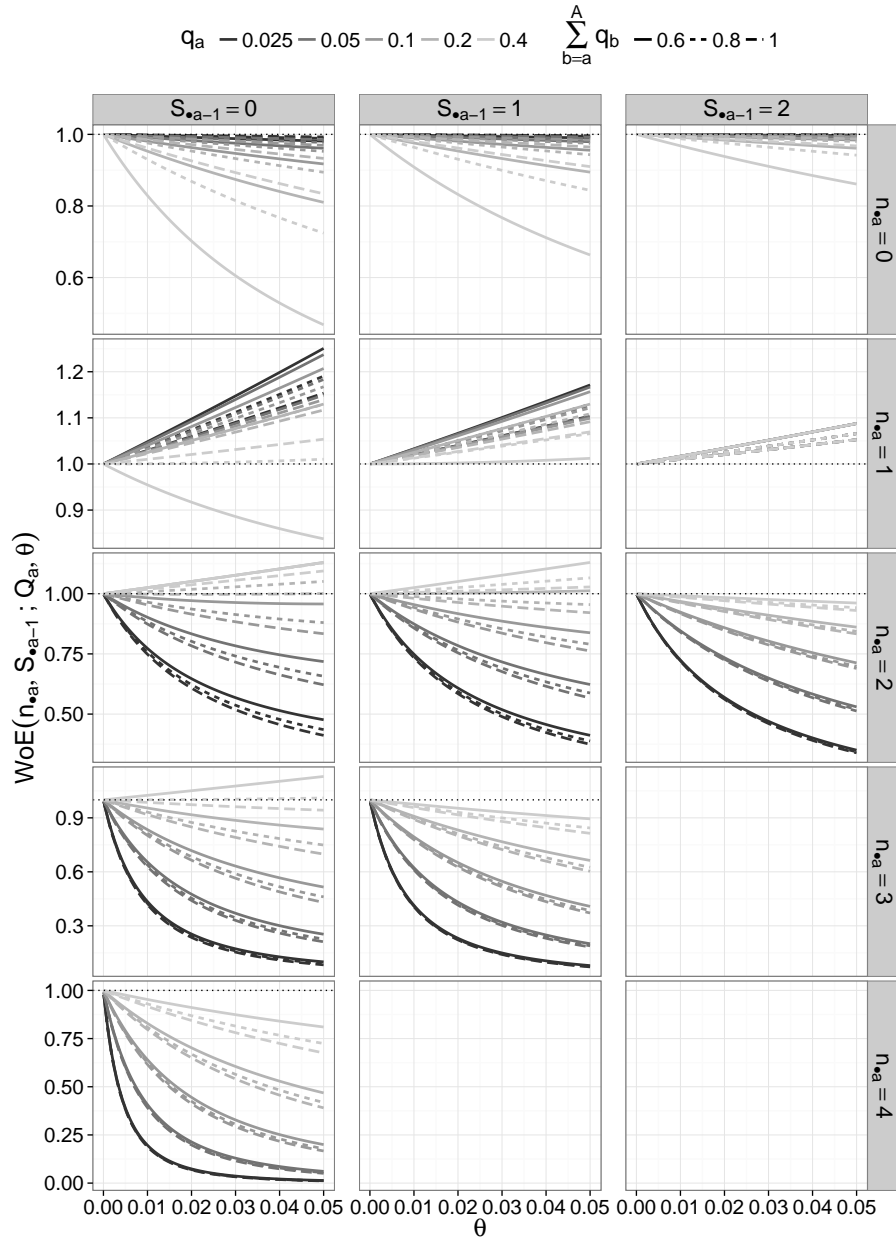 A
qₐ 0.025 0.05 0.1 0.2 0.4 ∑ q_b 0.6 0.8 1
b=a
S•a−1 = 0 S•a−1 = 1 S•a−1 = 2
1.0
0.8
0.6
n•a = 0
1.2
1.1
1.0
0.9
n•a = 1
1.00
0.75
0.50
n•a = 2
0.9
0.6
0.3
n•a = 3
1.00
0.75
0.50
0.25
0.00
n•a = 4
WoE(n•a, S•a−1 ; Qa, θ)
0.00 0.01 0.02 0.03 0.04 0.05 0.00 0.01 0.02 0.03 0.04 0.05 0.00 0.01 0.02 0.03 0.04 0.05
θ